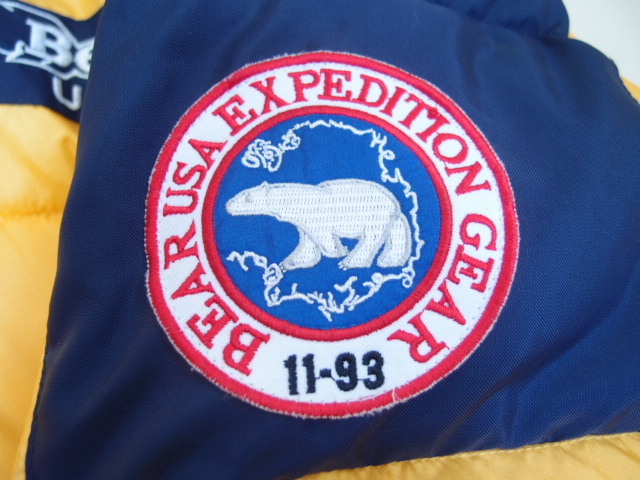 BEAR USA EXPEDITION GEAR
11-93